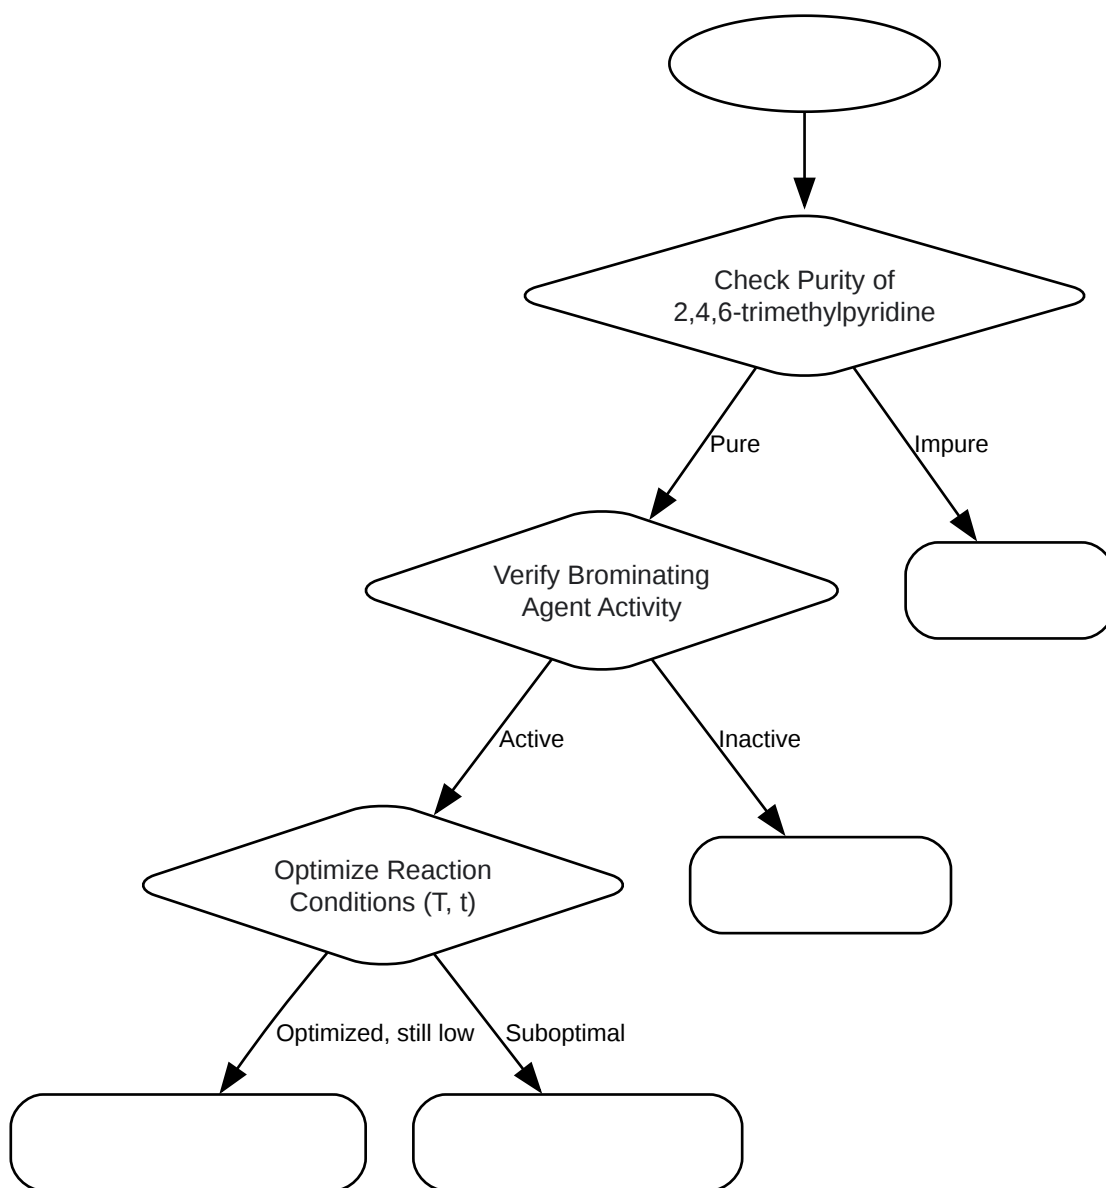 Check Purity of
2,4,6-trimethylpyridine
Pure
Impure
Verify Brominating
Agent Activity
Active
Inactive
Optimize Reaction
Conditions (T, t)
Optimized, still low
Suboptimal